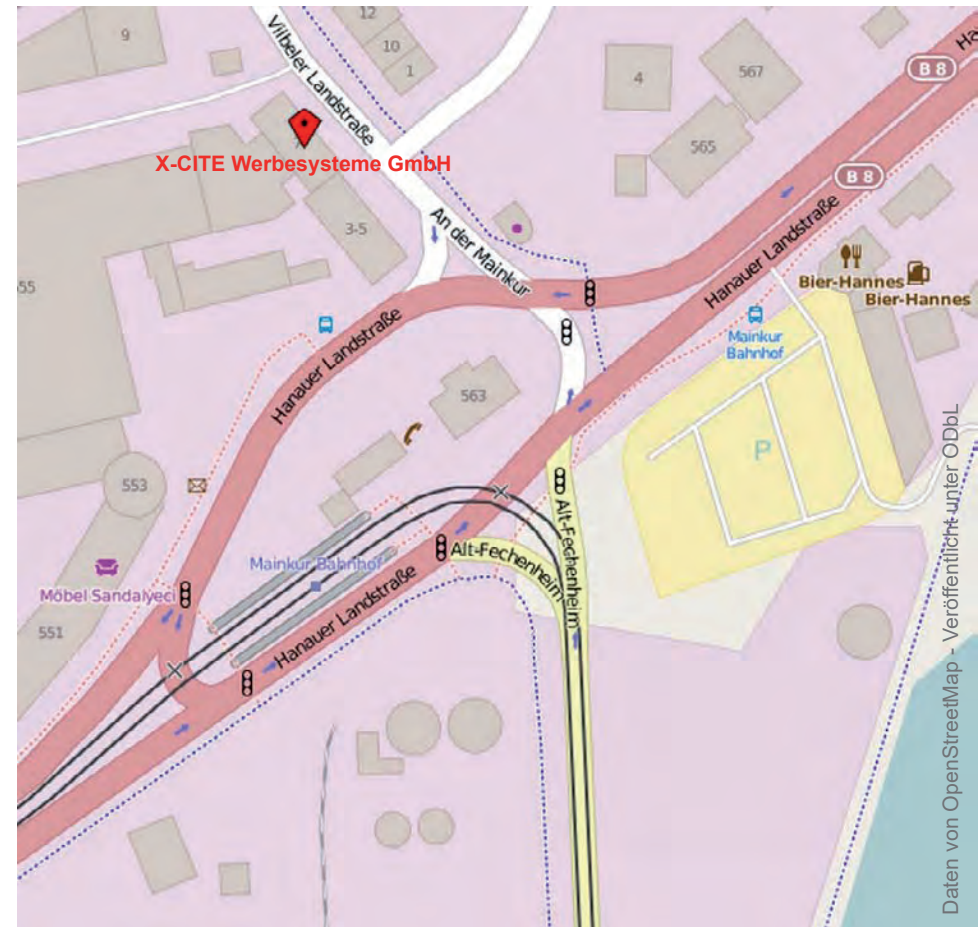 12
9
10
1
Vilbeler Landstraße
4
567
B 8
Ha
565
B 8
X-CITE Werbesysteme GmbH
3-5
An der Mainkur
Hanauer Landstraße
Bier-Hannes
Bier-Hannes
55
Hanauer Landstraße
Mainkur
Bahnhof
563
P
553
Alt-Fechenheim
Alt-Fechenheim
Mainkur Bahnhof
Möbel Sandalyeci
Hanauer Landstraße
551
Daten von OpenStreetMap - Veröffentlicht unter ODbL